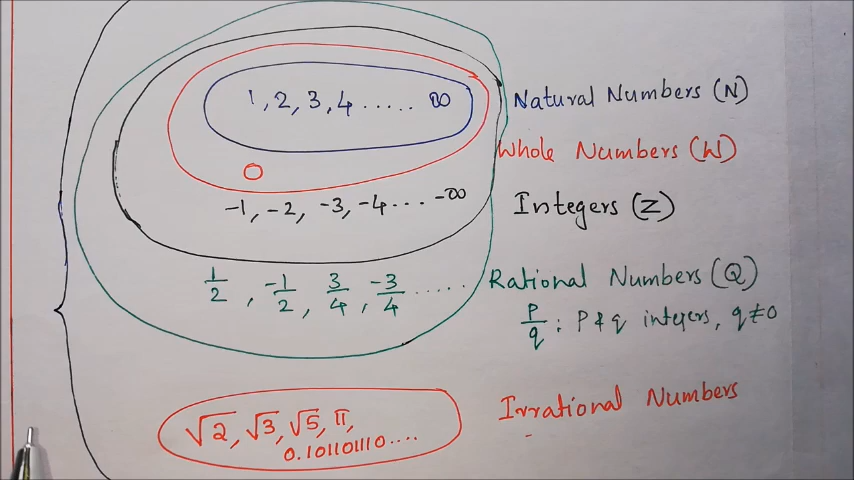 1, 2, 3, 4 ...... ∞ Natural Numbers (N)
Whole Numbers (W)
0
-1, -2, -3, -4 ... -∞ Integers (Z)
1/2, -1/2, 3/4, -3/4 ..... Rational Numbers (Q)
p/q : P & q integers, q ≠ 0
√2, √3, √5, π, Irrational Numbers
0.101101110....